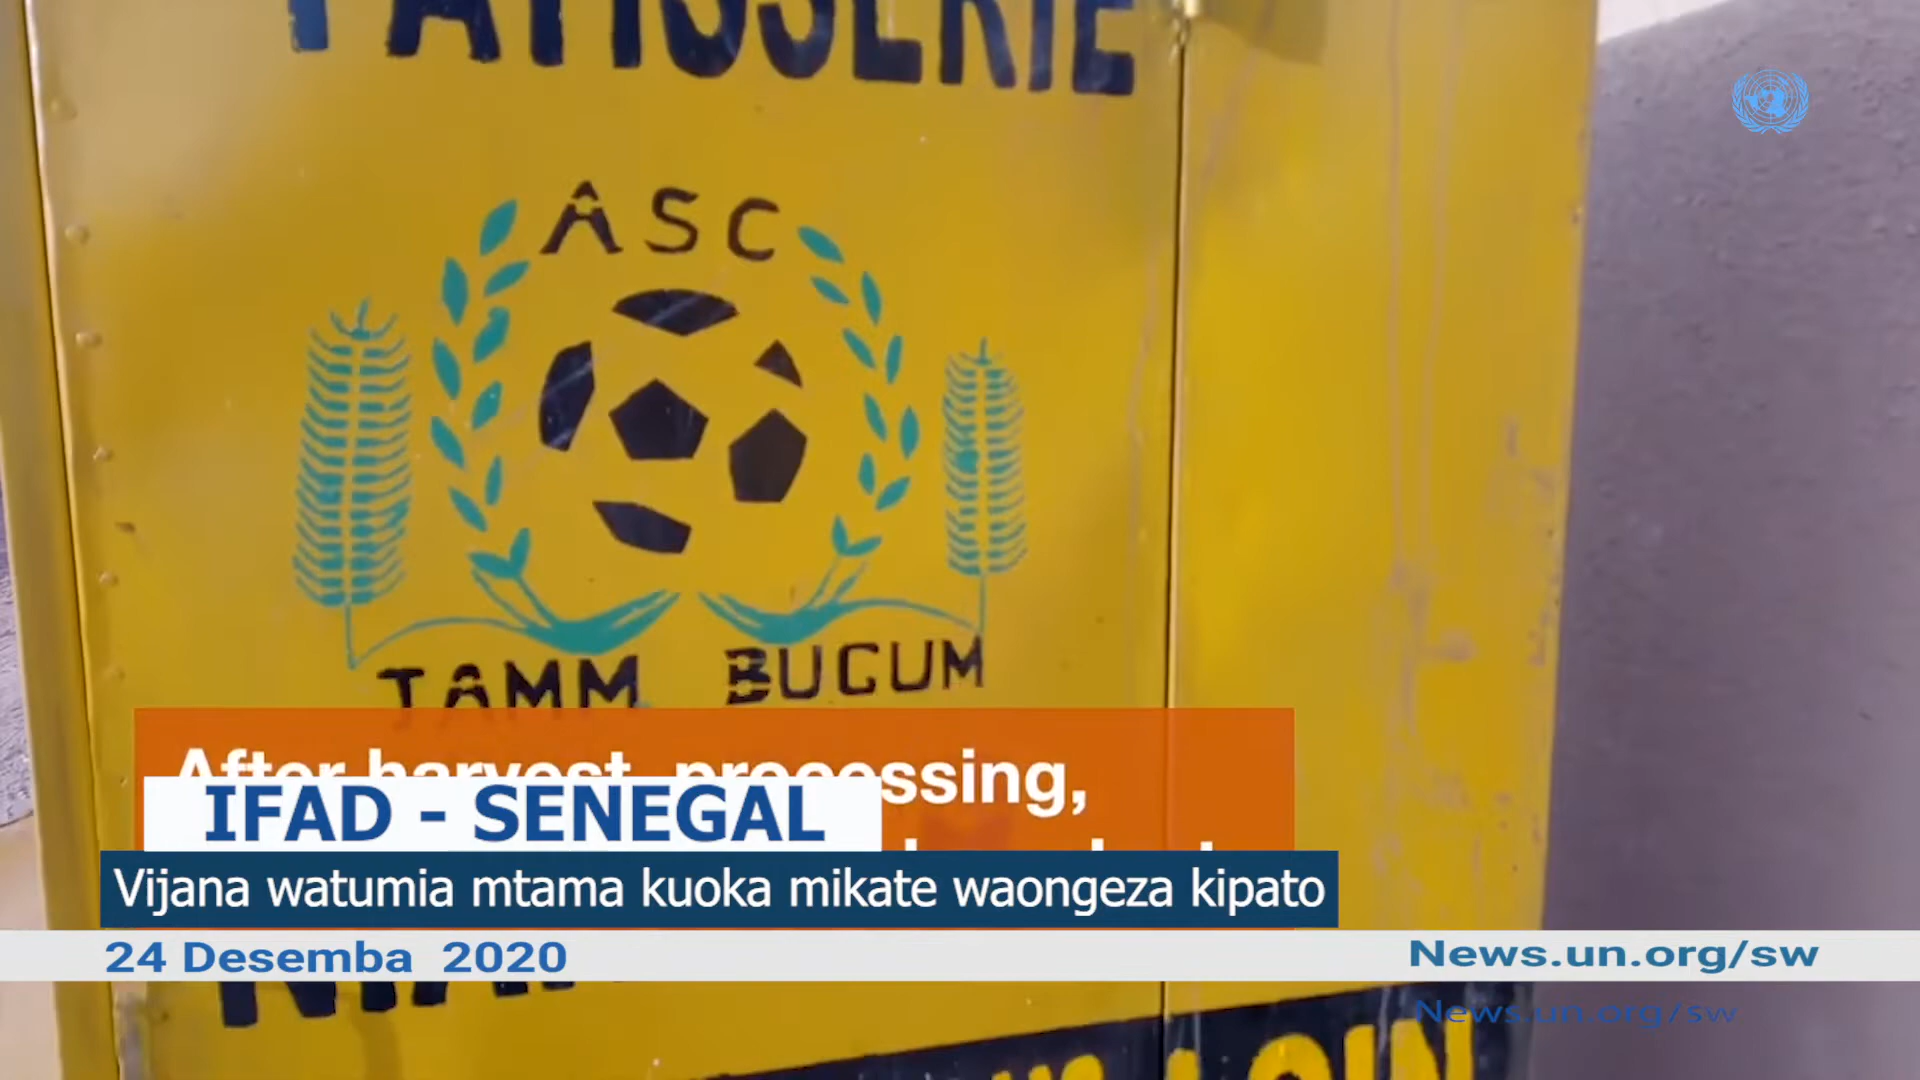 PATISSERIE
ASC
TAMM BUGUM
After harvest, processing,
IFAD - SENEGAL
Vijana watumia mtama kuoka mikate waongeza kipato
24 Desemba 2020
News.un.org/sw
News.un.org/sw